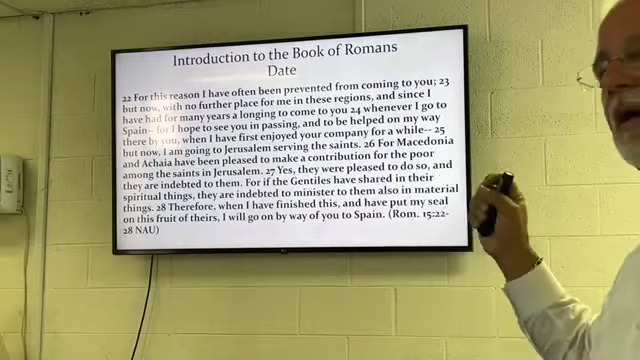 Introduction to the Book of Romans
Date
22 For this reason I have often been prevented from coming to you; 23
but now, with no further place for me in these regions, and since I
have had for many years a longing to come to you 24 whenever I go to
Spain-- for I hope to see you in passing, and to be helped on my way
there by you, when I have first enjoyed your company for a while-- 25
but now, I am going to Jerusalem serving the saints. 26 For Macedonia
and Achaia have been pleased to make a contribution for the poor
among the saints in Jerusalem. 27 Yes, they were pleased to do so, and
they are indebted to them. For if the Gentiles have shared in their
spiritual things, they are indebted to minister to them also in material
things. 28 Therefore, when I have finished this, and have put my seal
on this fruit of theirs, I will go on by way of you to Spain. (Rom. 15:22-
28 NAU)